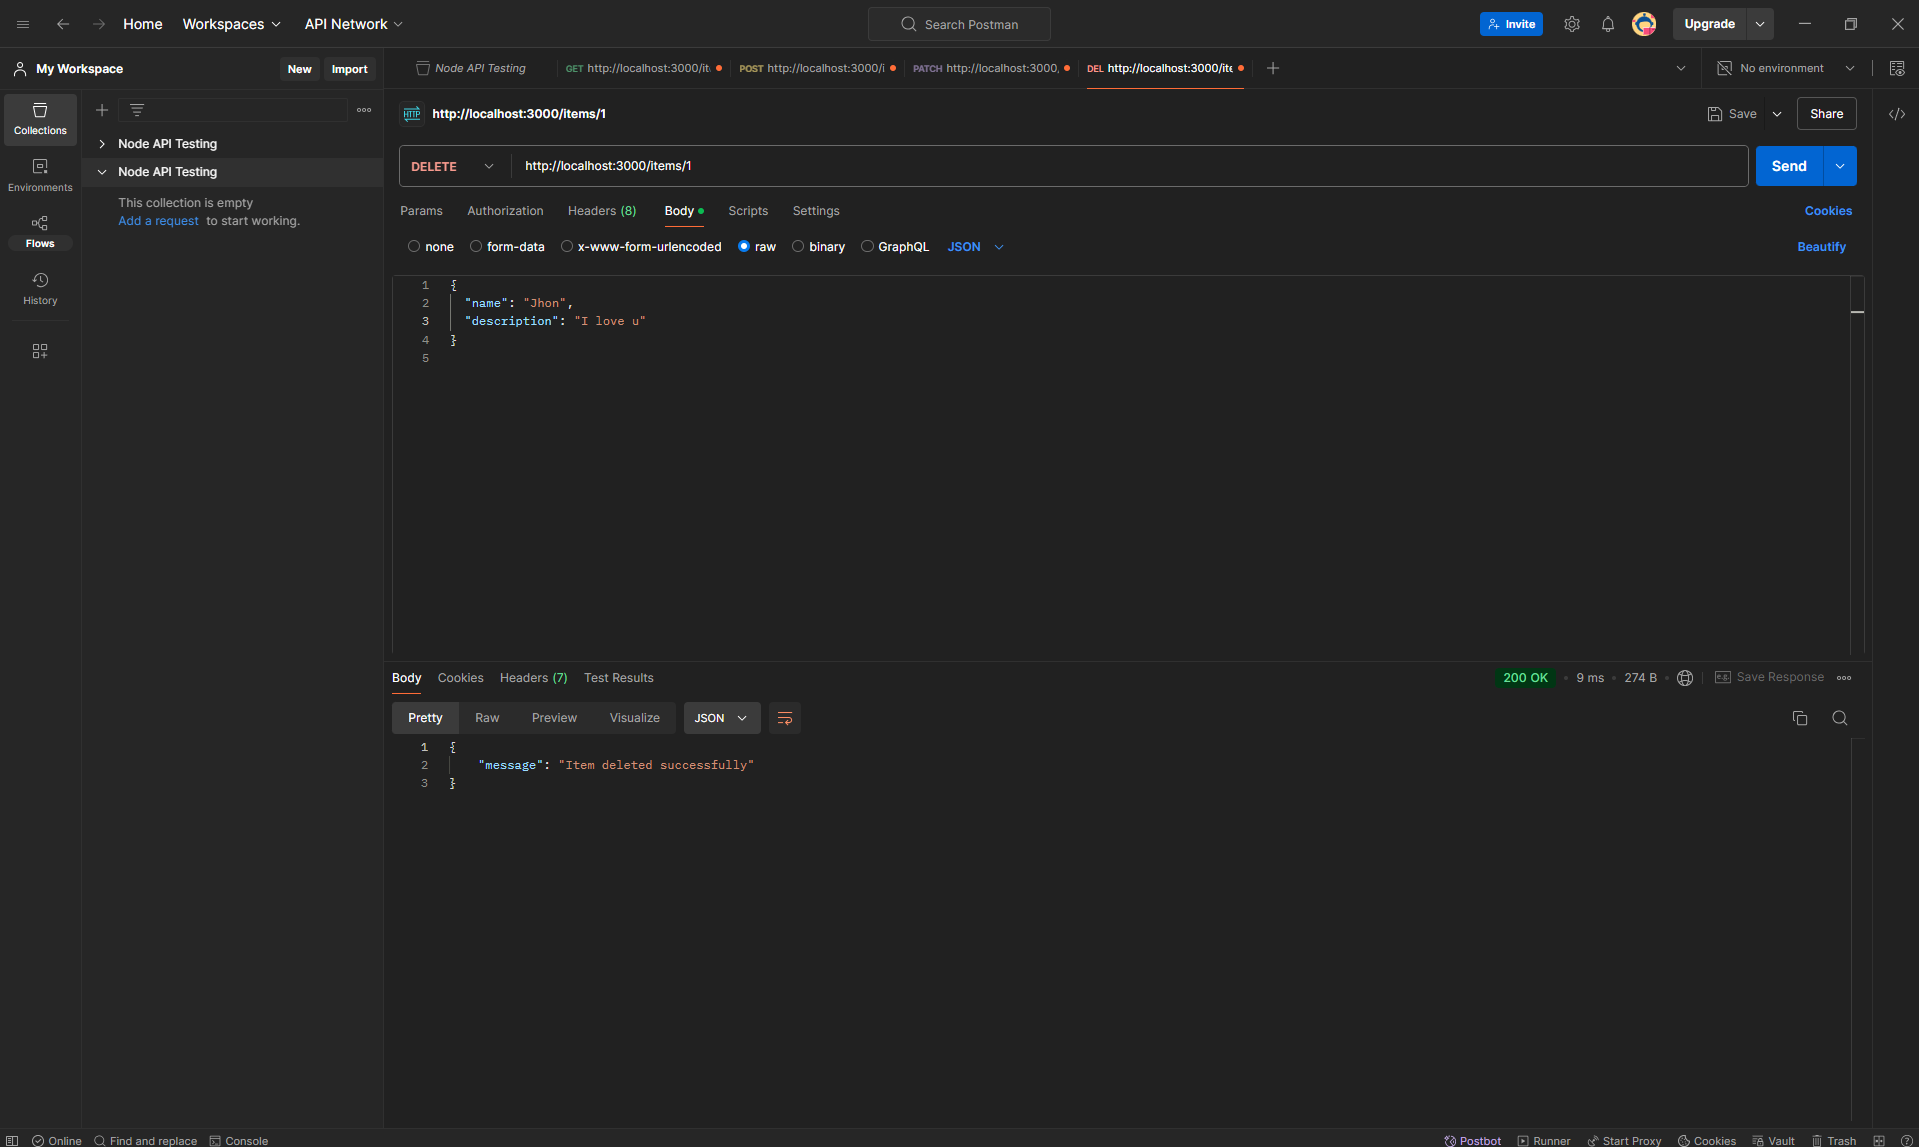 Home Workspaces API Network Search Postman Invite Upgrade
My Workspace New Import
Node API Testing GET http://localhost:3000/it POST http://localhost:3000/i PATCH http://localhost:3000, DEL http://localhost:3000/ite No environment
Collections
Environments
Flows
History
Node API Testing
Node API Testing
This collection is empty
Add a request to start working.
HTTP http://localhost:3000/items/1 Save Share
DELETE http://localhost:3000/items/1 Send
Params Authorization Headers (8) Body Scripts Settings Cookies
none form-data x-www-form-urlencoded raw binary GraphQL JSON Beautify
1 {
2 "name": "Jhon",
3 "description": "I love u"
4 }
5
Body Cookies Headers (7) Test Results 200 OK 9 ms 274 B e.g. Save Response
Pretty Raw Preview Visualize JSON
1 {
2 "message": "Item deleted successfully"
3 }
Online Find and replace Console Postbot Runner Start Proxy Cookies Vault Trash